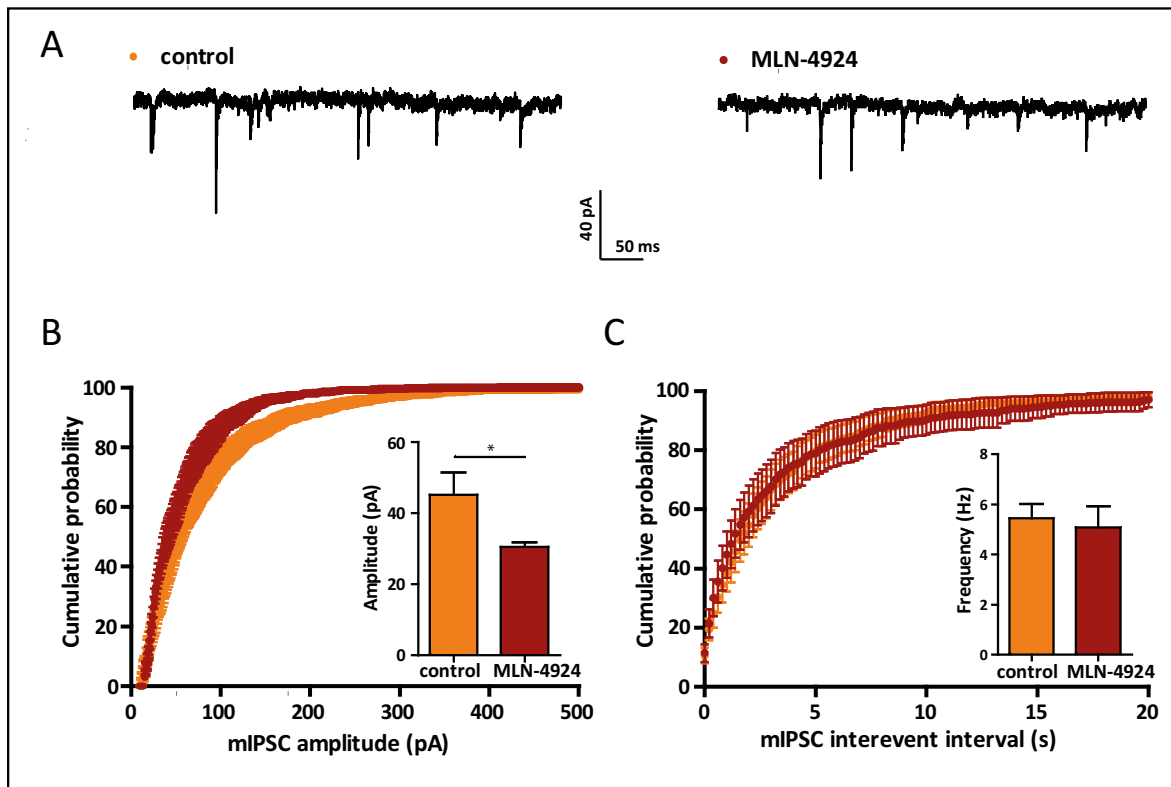 A
control
MLN-4924
40 pA
50 ms
B
Cumulative probability
100
80
60
40
20
0
0 100 200 300 400 500
mIPSC amplitude (pA)
Amplitude (pA)
60
40
20
0
*
control MLN-4924
C
Cumulative probability
100
80
60
40
20
0
0 5 10 15 20
mIPSC interevent interval (s)
Frequency (Hz)
8
6
4
2
0
control MLN-4924